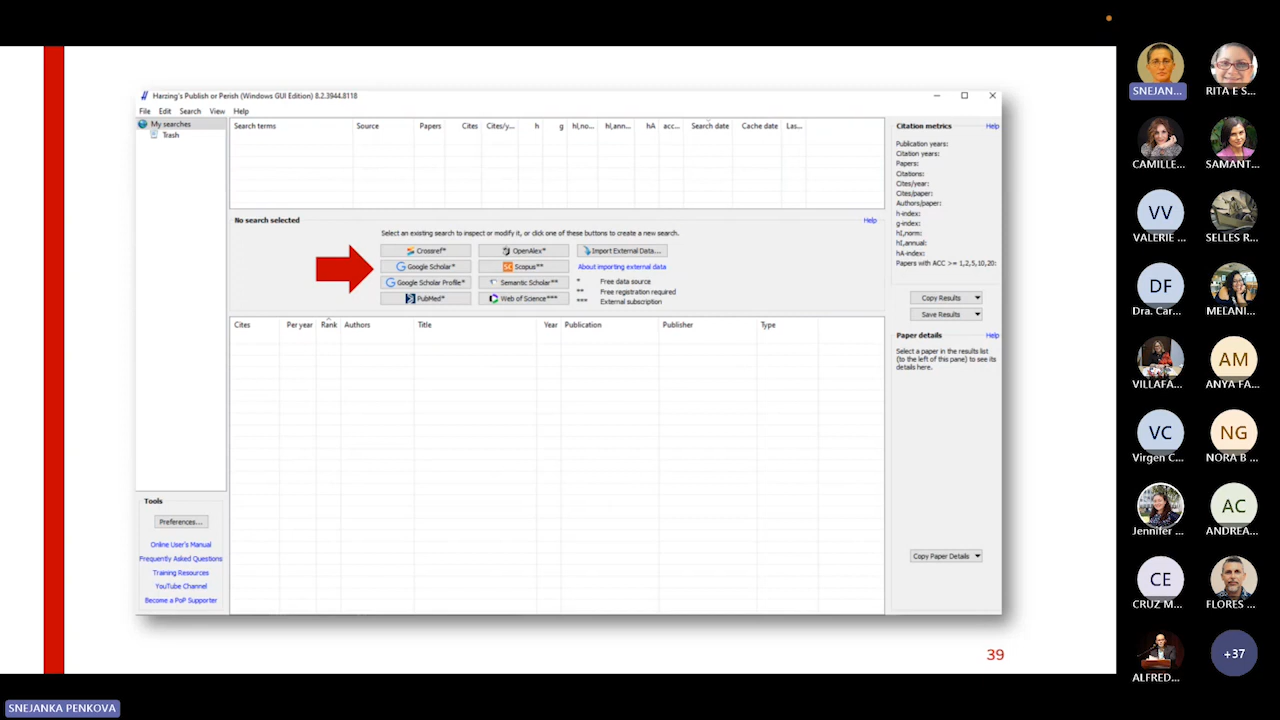 Harzing's Publish or Perish (Windows GUI Edition) 8.2.3944.8118
File Edit Search View Help
My searches
Trash
Search terms Source Papers Cites Cites/y... h g hI,no... hI,ann... hA acc... Search date Cache date Las...
No search selected Help
Select an existing search to inspect or modify it, or click one of these buttons to create a new search.
Crossref* OpenAlex* Import External Data...
Google Scholar* Scopus** About importing external data
Google Scholar Profile* Semantic Scholar** * Free data source
PubMed* Web of Science*** ** Free registration required
*** External subscription
Cites Per year Rank Authors Title Year Publication Publisher Type
Citation metrics Help
Publication years:
Citation years:
Papers:
Citations:
Cites/year:
Cites/paper:
Authors/paper:
h-index:
g-index:
hI,norm:
hI,annual:
hA-index:
Papers with ACC >= 1,2,5,10,20:
Copy Results
Save Results
Paper details Help
Select a paper in the results list
(to the left of this pane) to see its
details here.
Copy Paper Details
Tools
Preferences...
Online User's Manual
Frequently Asked Questions
Training Resources
YouTube Channel
Become a PoP Supporter
39
SNEJAN... RITA E S...
CAMILLE... SAMANT...
VV
VALERIE ... SELLES R...
DF
Dra. Car... MELANI...
AM
VILLAFA... ANYA FA...
VC NG
Virgen C... NORA B ...
AC
Jennifer ... ANDREA...
CE
CRUZ M... FLORES ...
+37
ALFRED...
SNEJANKA PENKOVA